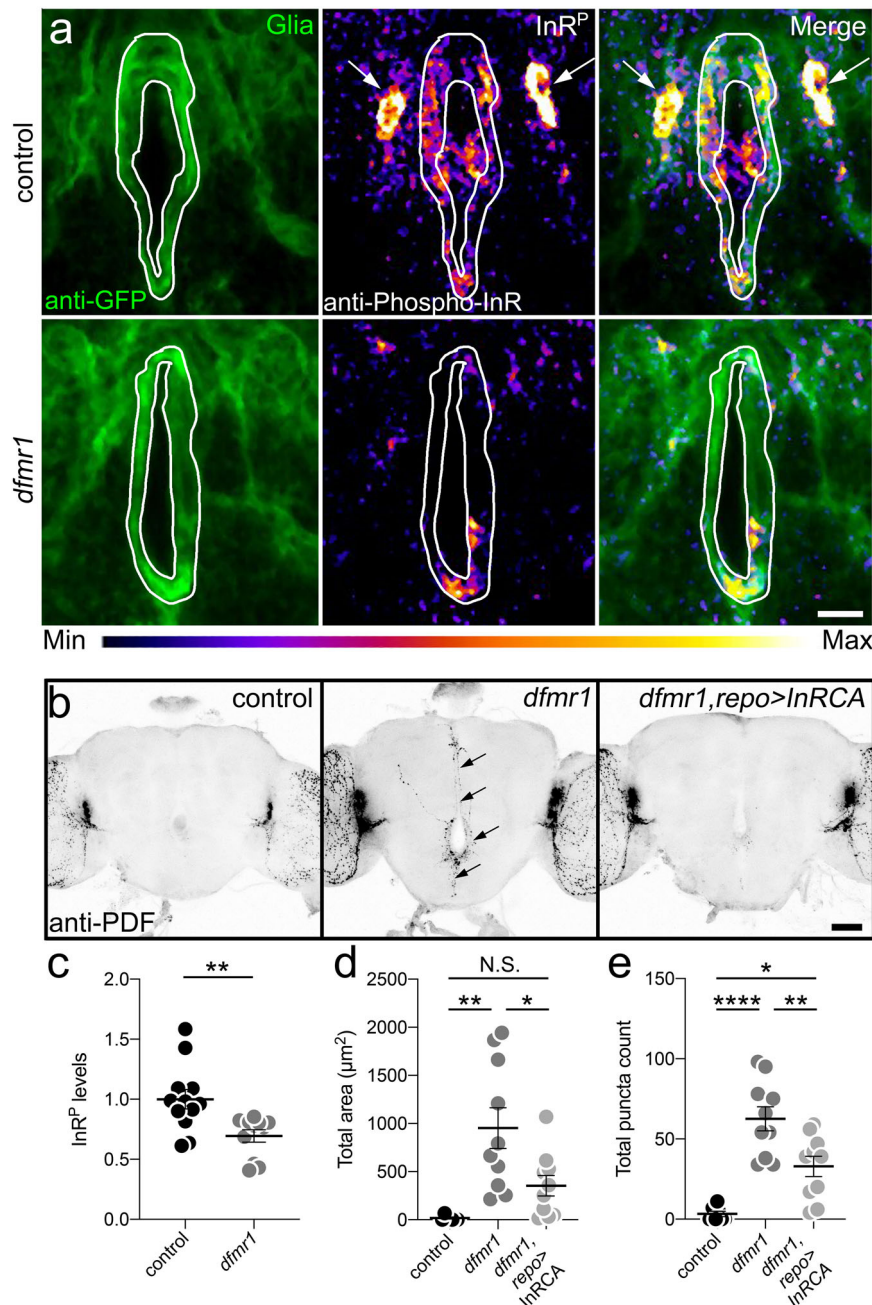 a
Glia
InRᴾ
Merge
control
anti-GFP
anti-Phospho-InR
dfmr1
Min
Max
b
control
dfmr1
dfmr1,repo>InRCA
anti-PDF
c
InRᴾ levels
2.0
1.5
1.0
0.5
0.0
**
control
dfmr1
d
Total area (µm²)
2500
2000
1500
1000
500
0
N.S.
**
*
control
dfmr1
dfmr1,
repo>
InRCA
e
Total puncta count
150
100
50
0
*
****
**
control
dfmr1
dfmr1,
repo>
InRCA